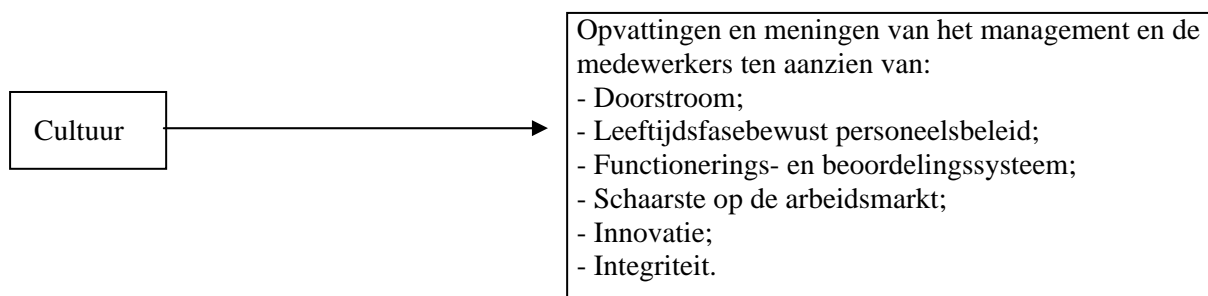 Cultuur
Opvattingen en meningen van het management en de
medewerkers ten aanzien van:
- Doorstroom;
- Leeftijdsfasebewust personeelsbeleid;
- Functionerings- en beoordelingssysteem;
- Schaarste op de arbeidsmarkt;
- Innovatie;
- Integriteit.